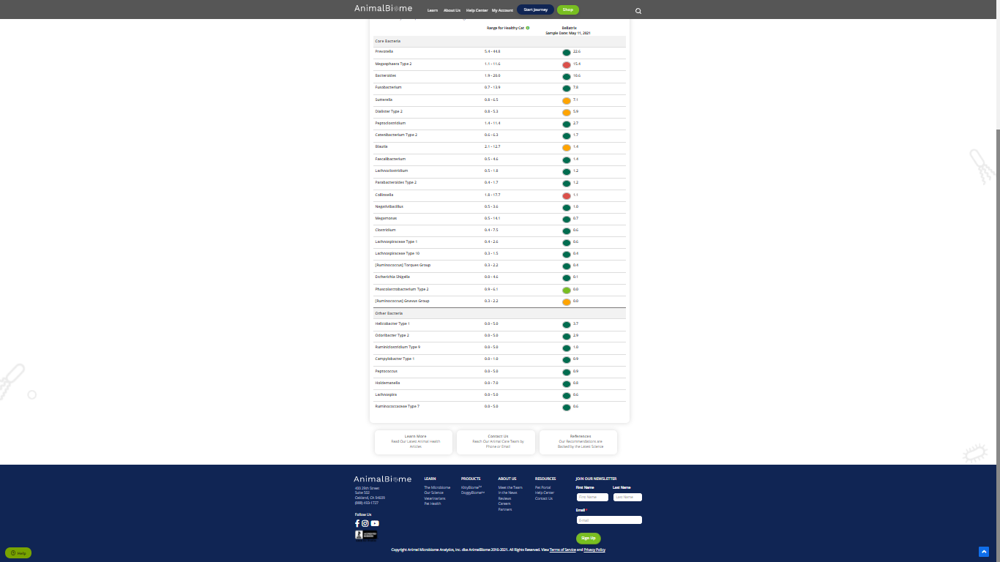 AnimalBiome
Learn About Us Help Center My Account Start Journey Shop
Range for Healthy Cat Bellatrix
Sample Date: May 11, 2021
Core Bacteria
Prevotella 5.4 - 44.8 22.6
Megasphaera Type 2 1.1 - 11.6 15.4
Bacteroides 1.9 - 20.0 10.6
Fusobacterium 0.7 - 13.9 7.8
Sutterella 0.8 - 6.5 7.1
Dialister Type 2 0.8 - 5.3 5.9
Peptoclostridium 1.4 - 11.4 2.7
Catenibacterium Type 2 0.6 - 6.3 1.7
Blautia 2.1 - 12.7 1.4
Faecalibacterium 0.5 - 4.6 1.4
Lachnoclostridium 0.5 - 1.8 1.2
Parabacteroides Type 2 0.4 - 1.7 1.2
Collinsella 1.8 - 17.7 1.1
Negativibacillus 0.5 - 3.6 1.0
Megamonas 0.5 - 14.1 0.7
Clostridium 0.4 - 7.5 0.6
Lachnospiraceae Type 1 0.4 - 2.6 0.6
Lachnospiraceae Type 10 0.3 - 1.5 0.4
[Ruminococcus] Torques Group 0.3 - 2.2 0.4
Escherichia Shigella 0.0 - 4.6 0.1
Phascolarctobacterium Type 2 0.9 - 6.1 0.0
[Ruminococcus] Gnavus Group 0.3 - 2.2 0.0
Other Bacteria
Helicobacter Type 1 0.0 - 5.0 3.7
Odoribacter Type 2 0.0 - 5.0 2.9
Ruminiclostridium Type 9 0.0 - 5.0 1.0
Campylobacter Type 1 0.0 - 1.0 0.9
Peptococcus 0.0 - 5.0 0.9
Holdemanella 0.0 - 7.0 0.8
Lachnospira 0.0 - 5.0 0.6
Ruminococcaceae Type 7 0.0 - 5.0 0.6
Learn More
Read Our Latest Animal Health
Articles
Contact Us
Reach Our Animal Care Team by
Phone or Email
References
Our Recommendations are
Backed by the Latest Science
AnimalBiome
400 29th Street
Suite 502
Oakland, CA 94609
Follow Us
LEARN
The Microbiome
Our Science
Veterinarians
Pet Health
PRODUCTS
KittyBiome™
DoggyBiome™
ABOUT US
Meet the Team
In the News
Reviews
Careers
Partners
RESOURCES
Pet Portal
Help Center
Contact Us
JOIN OUR NEWSLETTER
First Name Last Name
First Name Last Name
Email*
E-mail
Sign Up
Help
Copyright Animal Microbiome Analytics, Inc. dba AnimalBiome 2016-2021. All Rights Reserved. View Terms of Service and Privacy Policy